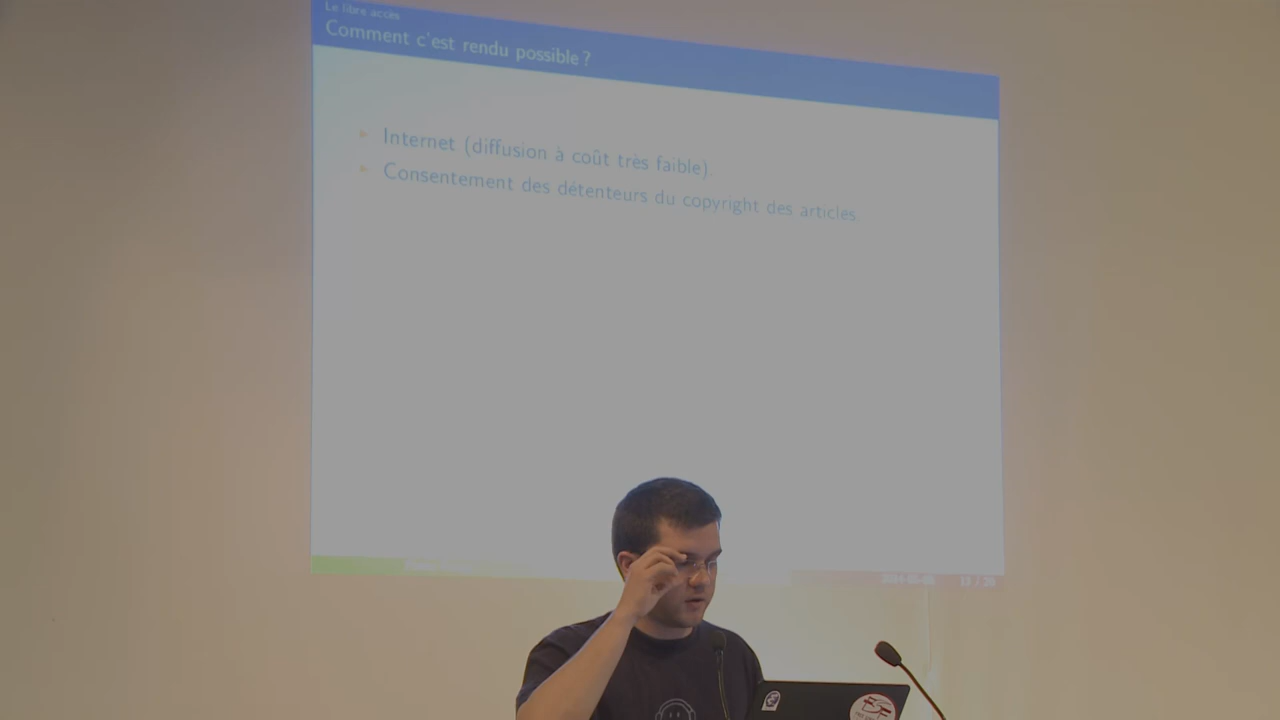 Le libre accès
Comment c'est rendu possible ?
Internet (diffusion à coût très faible)
Consentement des détenteurs du copyright des articles